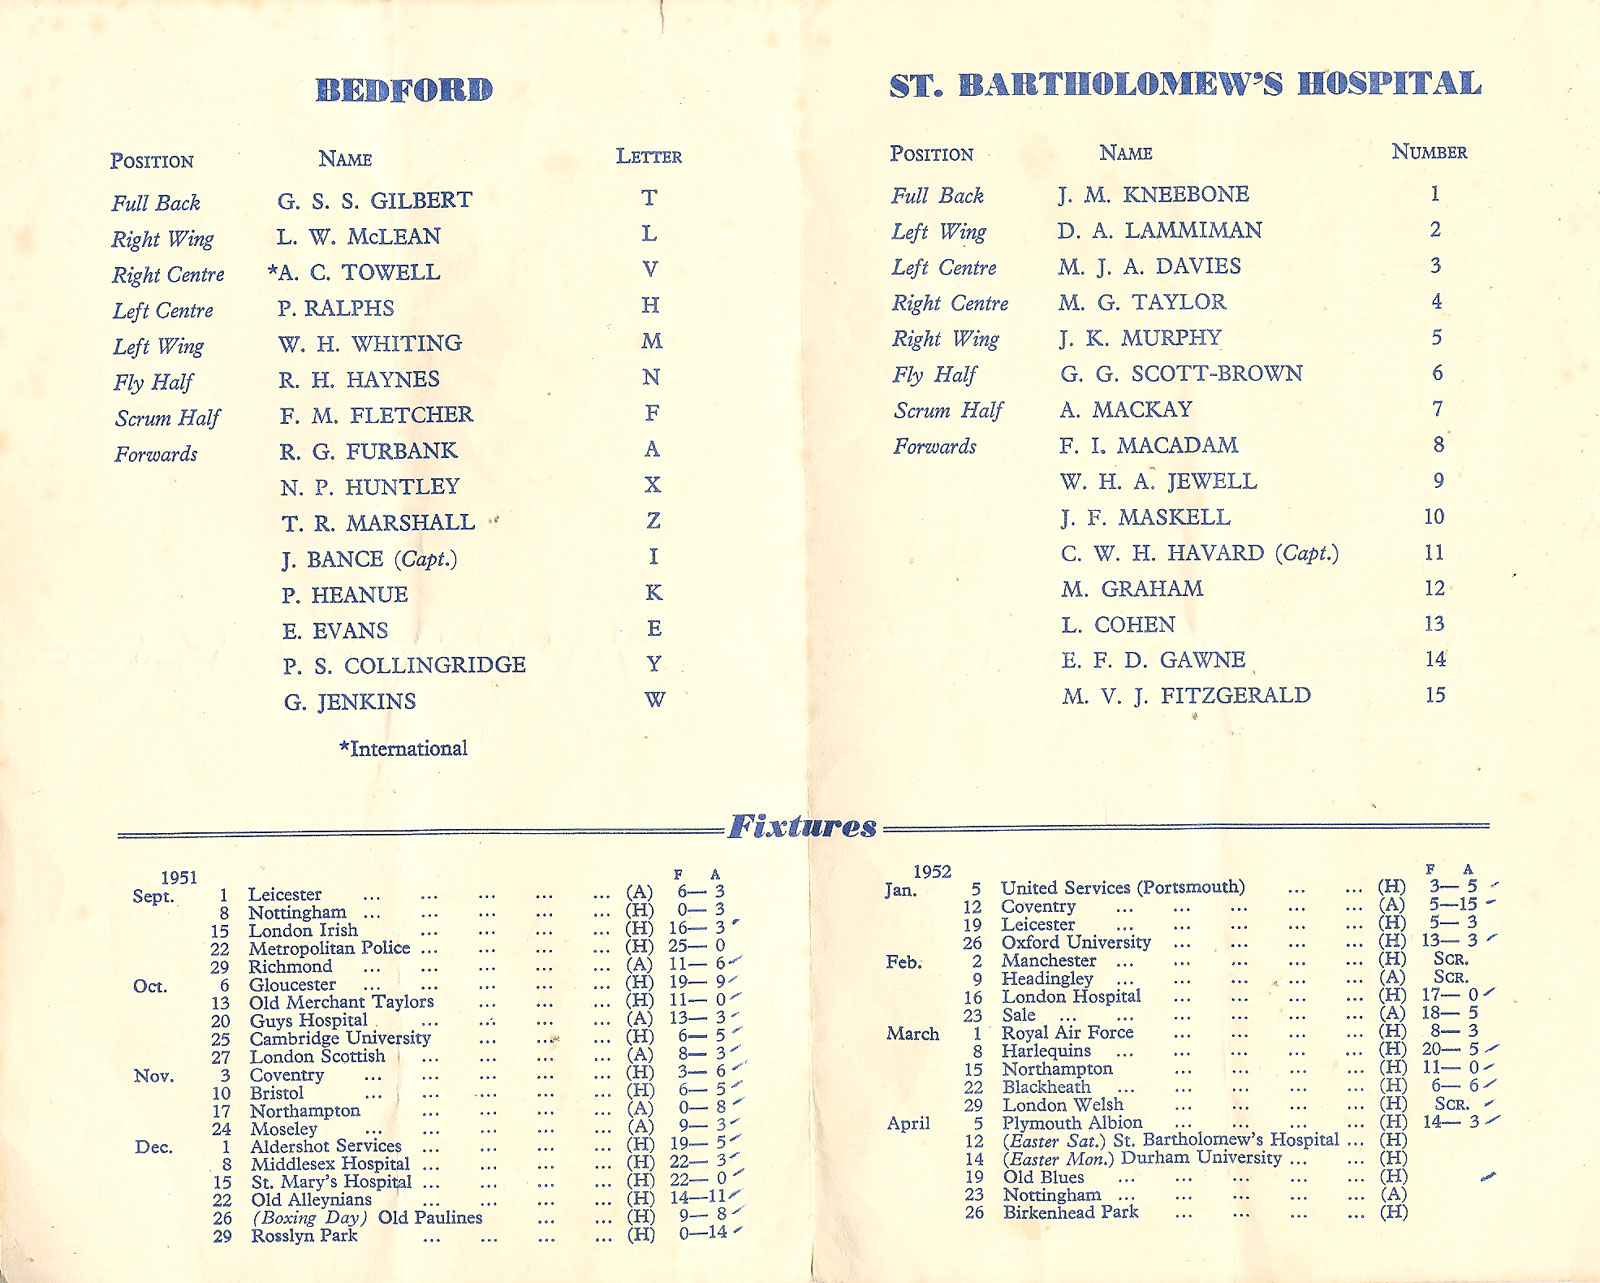 BEDFORD
POSITION NAME LETTER
Full Back G. S. S. GILBERT T
Right Wing L. W. McLEAN L
Right Centre *A. C. TOWELL V
Left Centre P. RALPHS H
Left Wing W. H. WHITING M
Fly Half R. H. HAYNES N
Scrum Half F. M. FLETCHER F
Forwards R. G. FURBANK A
N. P. HUNTLEY X
T. R. MARSHALL Z
J. BANCE (Capt.) I
P. HEANUE K
E. EVANS E
P. S. COLLINGRIDGE Y
G. JENKINS W
*International
ST. BARTHOLOMEW'S HOSPITAL
POSITION NAME NUMBER
Full Back J. M. KNEEBONE 1
Left Wing D. A. LAMMIMAN 2
Left Centre M. J. A. DAVIES 3
Right Centre M. G. TAYLOR 4
Right Wing J. K. MURPHY 5
Fly Half G. G. SCOTT-BROWN 6
Scrum Half A. MACKAY 7
Forwards F. I. MACADAM 8
W. H. A. JEWELL 9
J. F. MASKELL 10
C. W. H. HAVARD (Capt.) 11
M. GRAHAM 12
L. COHEN 13
E. F. D. GAWNE 14
M. V. J. FITZGERALD 15
Fixtures
1951 F A
Sept. 1 Leicester ... ... ... ... ... (A) 6— 3
8 Nottingham ... ... ... ... ... (H) 0— 3
15 London Irish ... ... ... ... (H) 16— 3
22 Metropolitan Police ... ... ... ... (H) 25— 0
29 Richmond ... ... ... ... ... (A) 11— 6
Oct. 6 Gloucester ... ... ... ... ... (H) 19— 9
13 Old Merchant Taylors ... ... ... (H) 11— 0
20 Guys Hospital ... ... ... ... (A) 13— 3
25 Cambridge University ... ... ... (H) 6— 5
27 London Scottish ... ... ... ... (A) 8— 3
Nov. 3 Coventry ... ... ... ... ... (H) 3— 6
10 Bristol ... ... ... ... ... (H) 6— 5
17 Northampton ... ... ... ... (A) 0— 8
24 Moseley ... ... ... ... ... (A) 9— 3
Dec. 1 Aldershot Services ... ... ... ... (H) 19— 5
8 Middlesex Hospital ... ... ... ... (H) 22— 3
15 St. Mary's Hospital ... ... ... ... (H) 22— 0
22 Old Alleynians ... ... ... ... (H) 14—11
26 (Boxing Day) Old Paulines ... ... (H) 9— 8
29 Rosslyn Park ... ... ... ... (H) 0—14
1952 F A
Jan. 5 United Services (Portsmouth) ... ... (H) 3— 5
12 Coventry ... ... ... ... ... (A) 5—15
19 Leicester ... ... ... ... ... (H) 5— 3
26 Oxford University ... ... ... ... (H) 13— 3
Feb. 2 Manchester ... ... ... ... ... (H) SCR.
9 Headingley ... ... ... ... (A) SCR.
16 London Hospital ... ... ... ... (H) 17— 0
23 Sale ... ... ... ... ... ... (A) 18— 5
March 1 Royal Air Force ... ... ... ... (H) 8— 3
8 Harlequins ... ... ... ... ... (H) 20— 5
15 Northampton ... ... ... ... (H) 11— 0
22 Blackheath ... ... ... ... ... (H) 6— 6
29 London Welsh ... ... ... ... (H) SCR.
April 5 Plymouth Albion ... ... ... ... (H) 14— 3
12 (Easter Sat.) St. Bartholomew's Hospital ... (H)
14 (Easter Mon.) Durham University ... ... (H)
19 Old Blues ... ... ... ... ... (H)
23 Nottingham ... ... ... ... ... (A)
26 Birkenhead Park ... ... ... ... (H)